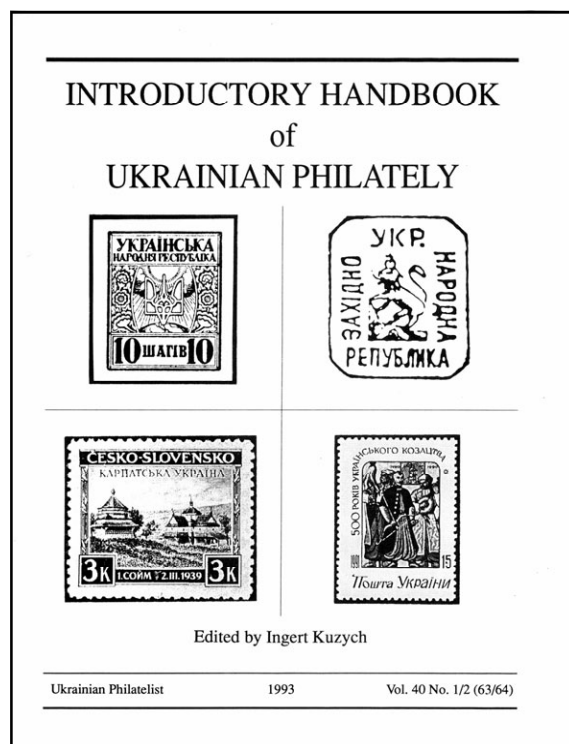 INTRODUCTORY HANDBOOK
of
UKRAINIAN PHILATELY
УКРАЇНСЬКА
НАРОДНЯ РЕСПУБЛІКА
10 ШАГІВ 10
УКР.
НАРОДНА
ЗАХІДНО
РЕПУБЛИКА
ČESKO-SLOVENSKO
КАРПАТСЬКА УКРАЇНА
3K 1.СОЙМ 2.III.1939 3K
500 РОКІВ УКРАЇНСЬКОГО КОЗАЦТВА
15
Пошта України
Edited by Ingert Kuzych
Ukrainian Philatelist 1993 Vol. 40 No. 1/2 (63/64)